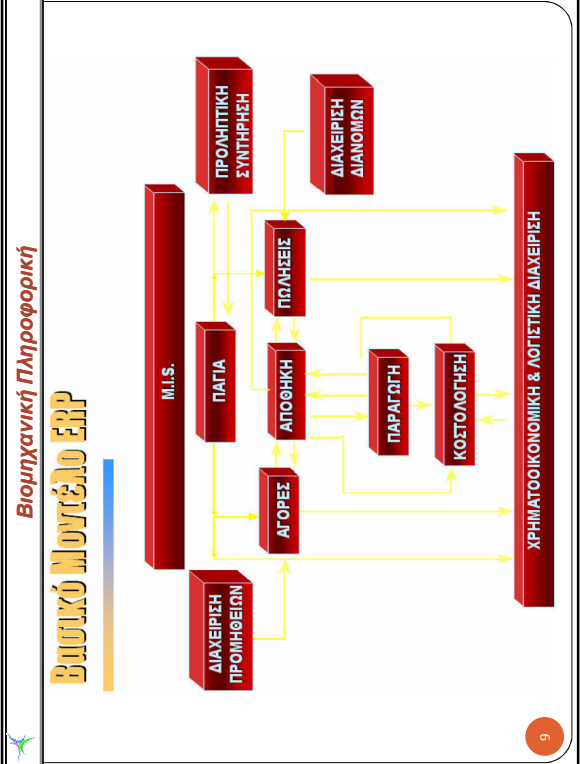 Βιομηχανική Πληροφορική
Βασικό Μοντέλο ERP
M.I.S.
ΔΙΑΧΕΙΡΙΣΗ
ΠΡΟΜΗΘΕΙΩΝ
ΠΑΓΙΑ
ΠΡΟΛΗΠΤΙΚΗ
ΣΥΝΤΗΡΗΣΗ
ΑΓΟΡΕΣ
ΑΠΟΘΗΚΗ
ΠΩΛΗΣΕΙΣ
ΔΙΑΧΕΙΡΙΣΗ
ΔΙΑΝΟΜΩΝ
ΠΑΡΑΓΩΓΗ
ΚΟΣΤΟΛΟΓΗΣΗ
ΧΡΗΜΑΤΟΟΙΚΟΝΟΜΙΚΗ & ΛΟΓΙΣΤΙΚΗ ΔΙΑΧΕΙΡΙΣΗ
9